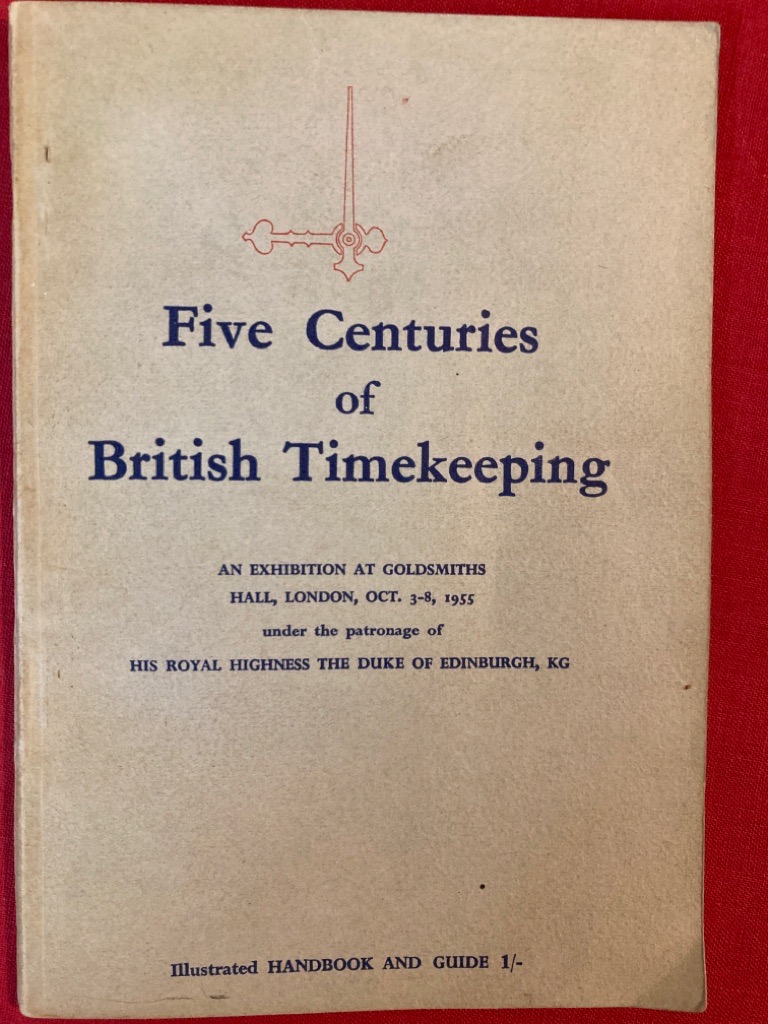 Five Centuries
of
British Timekeeping
AN EXHIBITION AT GOLDSMITHS
HALL, LONDON, OCT. 3-8, 1955
under the patronage of
HIS ROYAL HIGHNESS THE DUKE OF EDINBURGH, KG
Illustrated HANDBOOK AND GUIDE 1/-